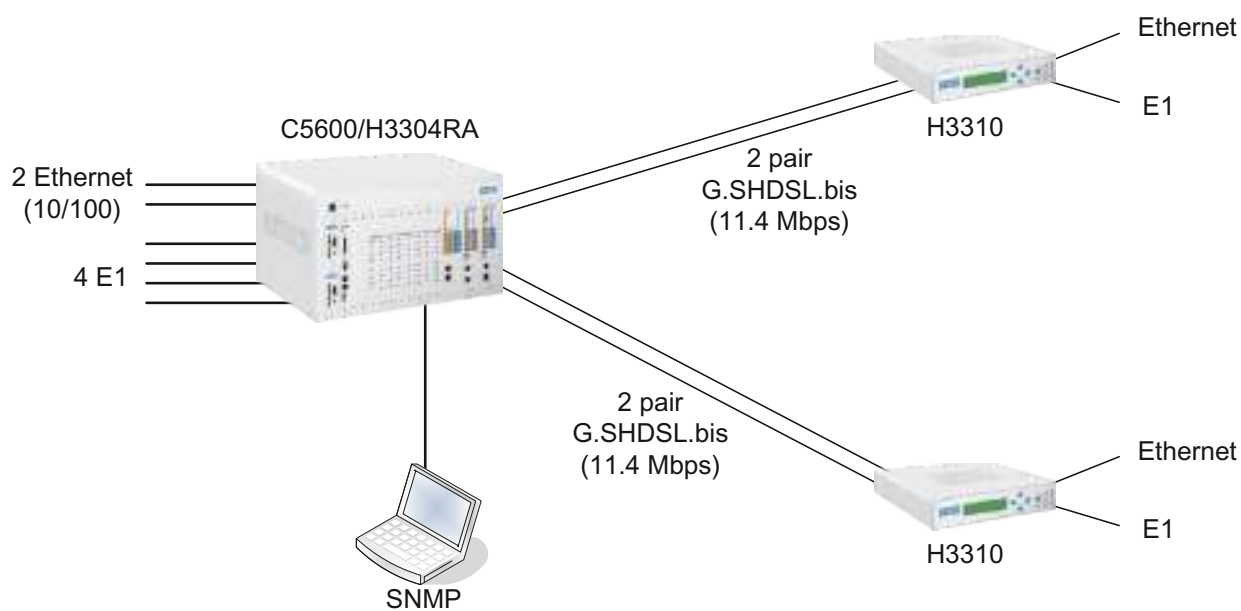 Ethernet
E1
H3310
C5600/H3304RA
2 Ethernet
(10/100)
4 E1
2 pair
G.SHDSL.bis
(11.4 Mbps)
2 pair
G.SHDSL.bis
(11.4 Mbps)
Ethernet
E1
H3310
SNMP